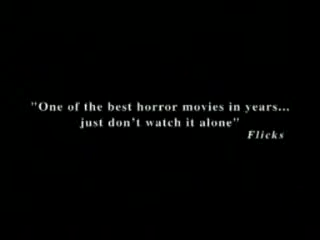 "One of the best horror movies in years...
just don't watch it alone"
Flicks